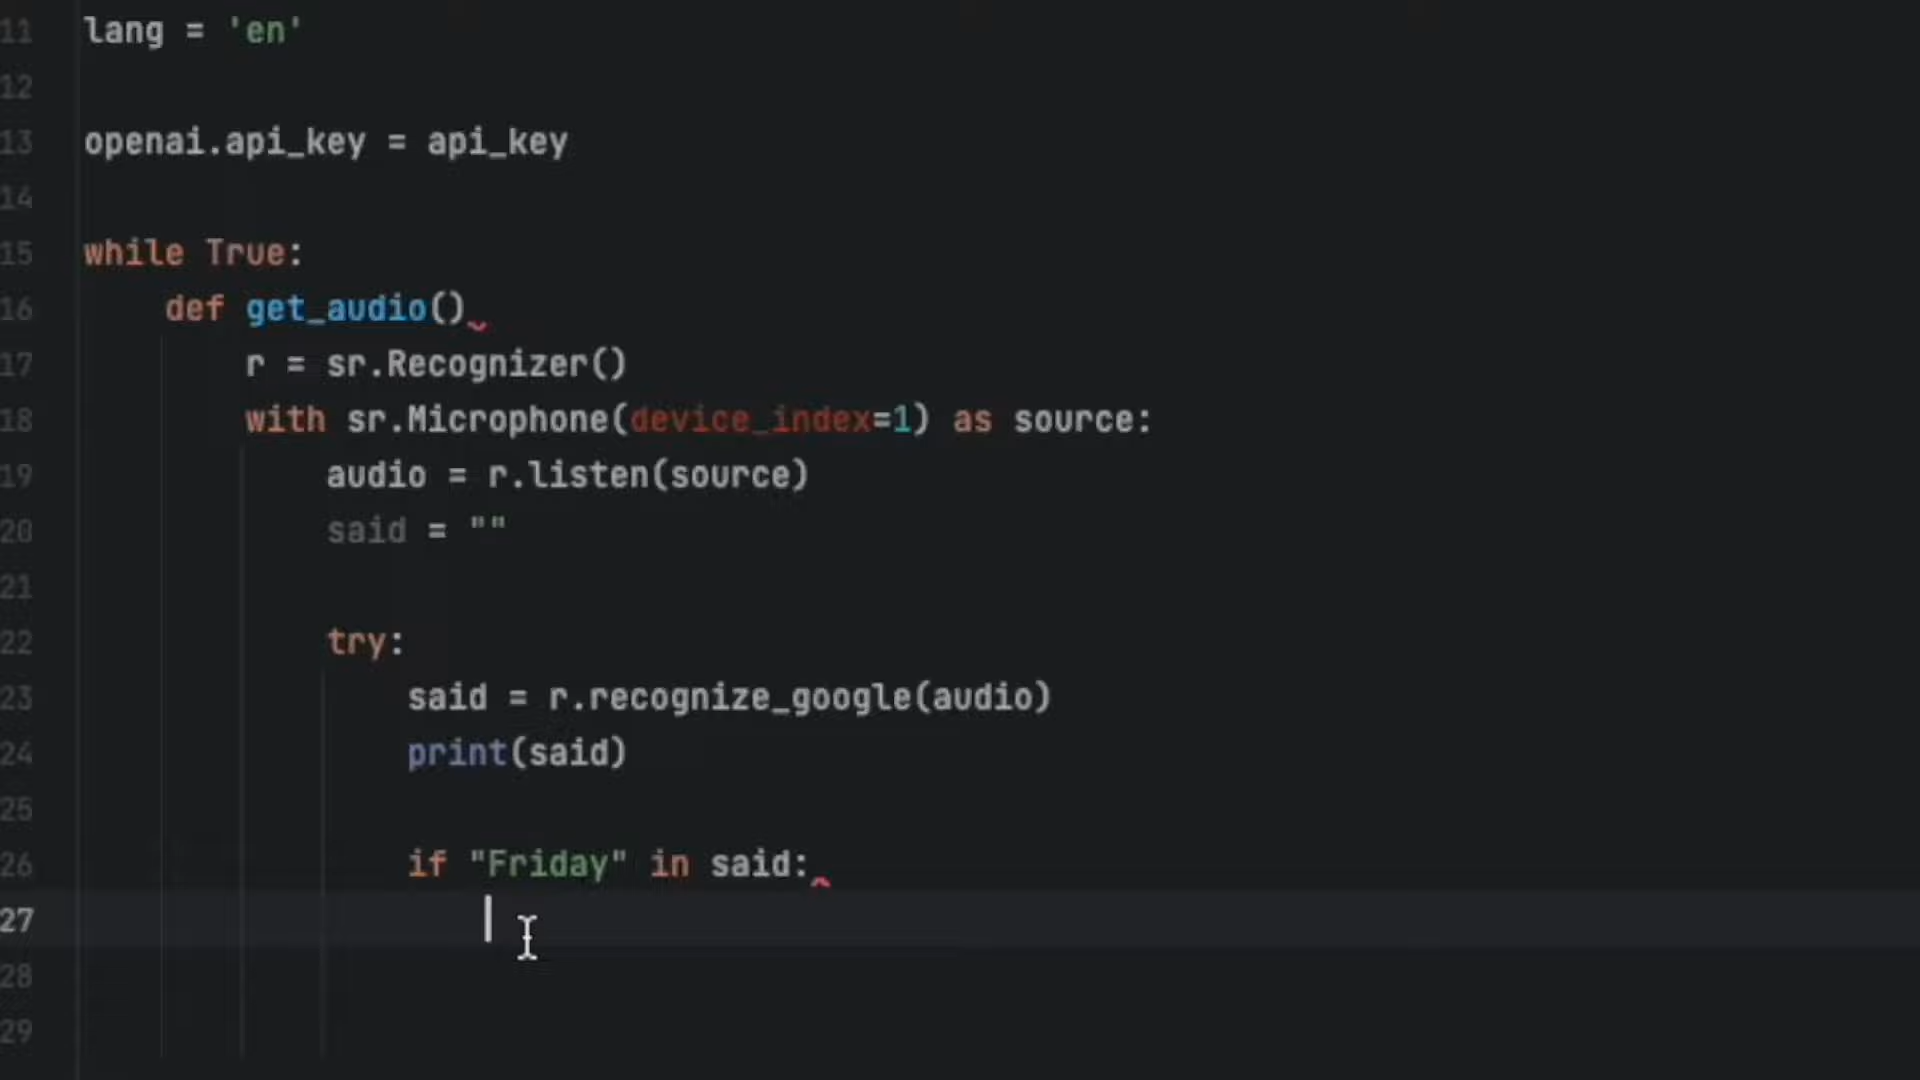 11 lang = 'en'
12
13 openai.api_key = api_key
14
15 while True:
16 def get_audio()
17 r = sr.Recognizer()
18 with sr.Microphone(device_index=1) as source:
19 audio = r.listen(source)
20 said = ""
21
22 try:
23 said = r.recognize_google(audio)
24 print(said)
25
26 if "Friday" in said:
27
28
29